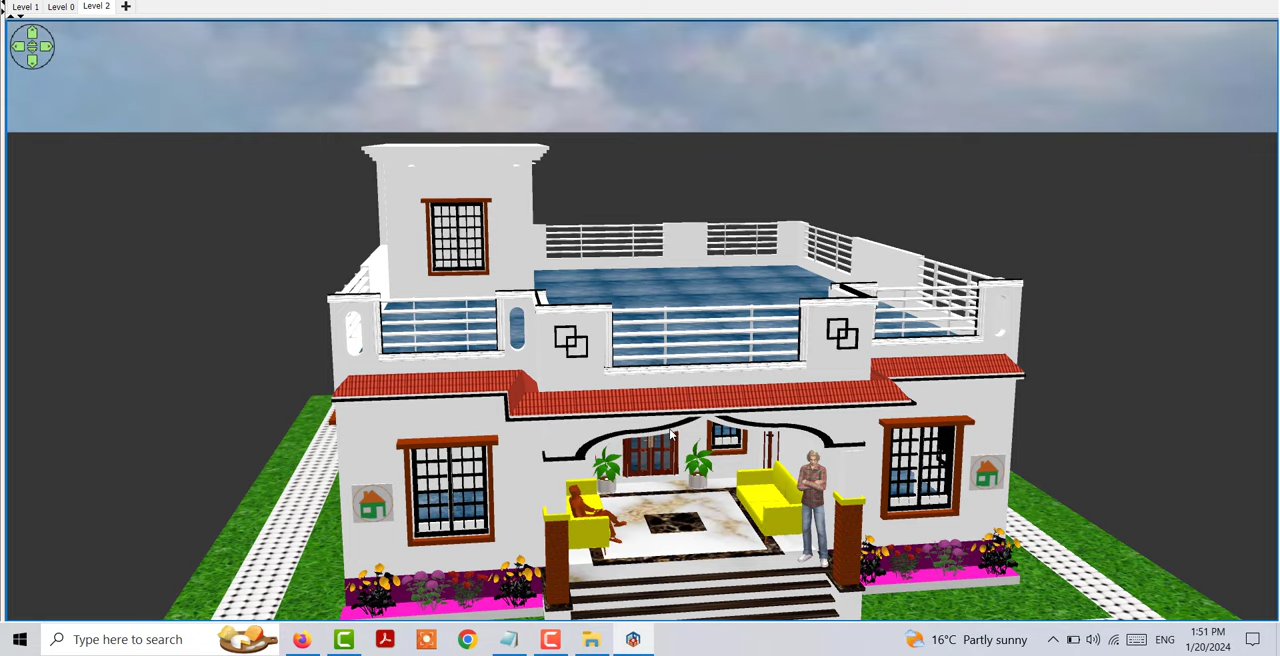 Level 1 Level 0 Level 2
Type here to search
16°C Partly sunny
ENG
1:51 PM
1/20/2024